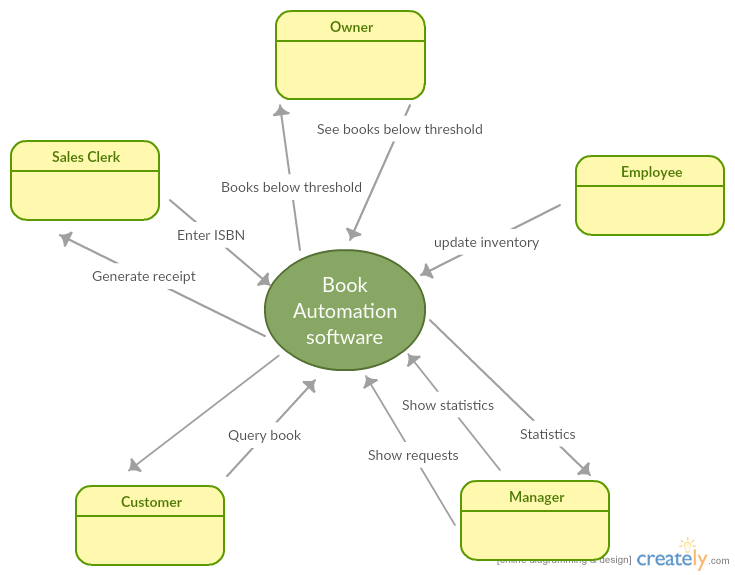 Owner
See books below threshold
Sales Clerk
Employee
Books below threshold
Enter ISBN
update inventory
Generate receipt
Book
Automation
software
Show statistics
Query book
Statistics
Show requests
Customer
Manager
[online diagramming & design]
creately.com